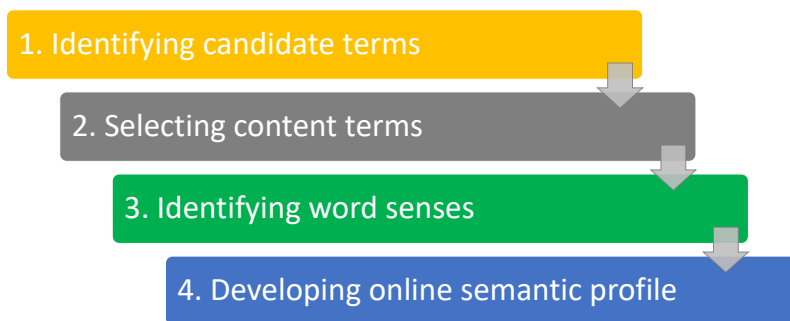 1. Identifying candidate terms
2. Selecting content terms
3. Identifying word senses
4. Developing online semantic profile